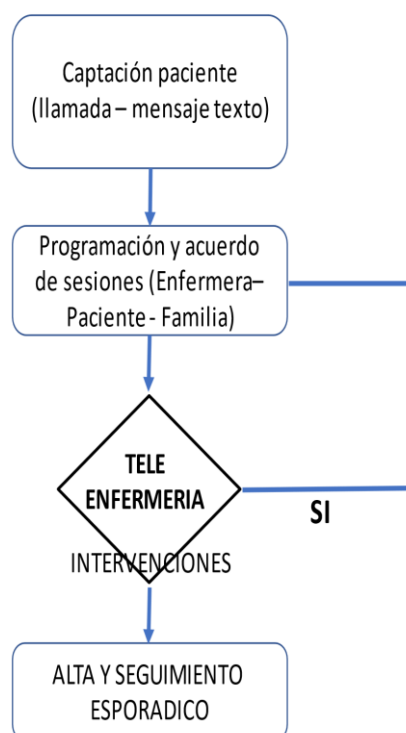 Captación paciente
(llamada – mensaje texto)
Programación y acuerdo
de sesiones (Enfermera–
Paciente - Familia)
TELE
ENFERMERIA
SI
INTERVENCIONES
ALTA Y SEGUIMIENTO
ESPORADICO